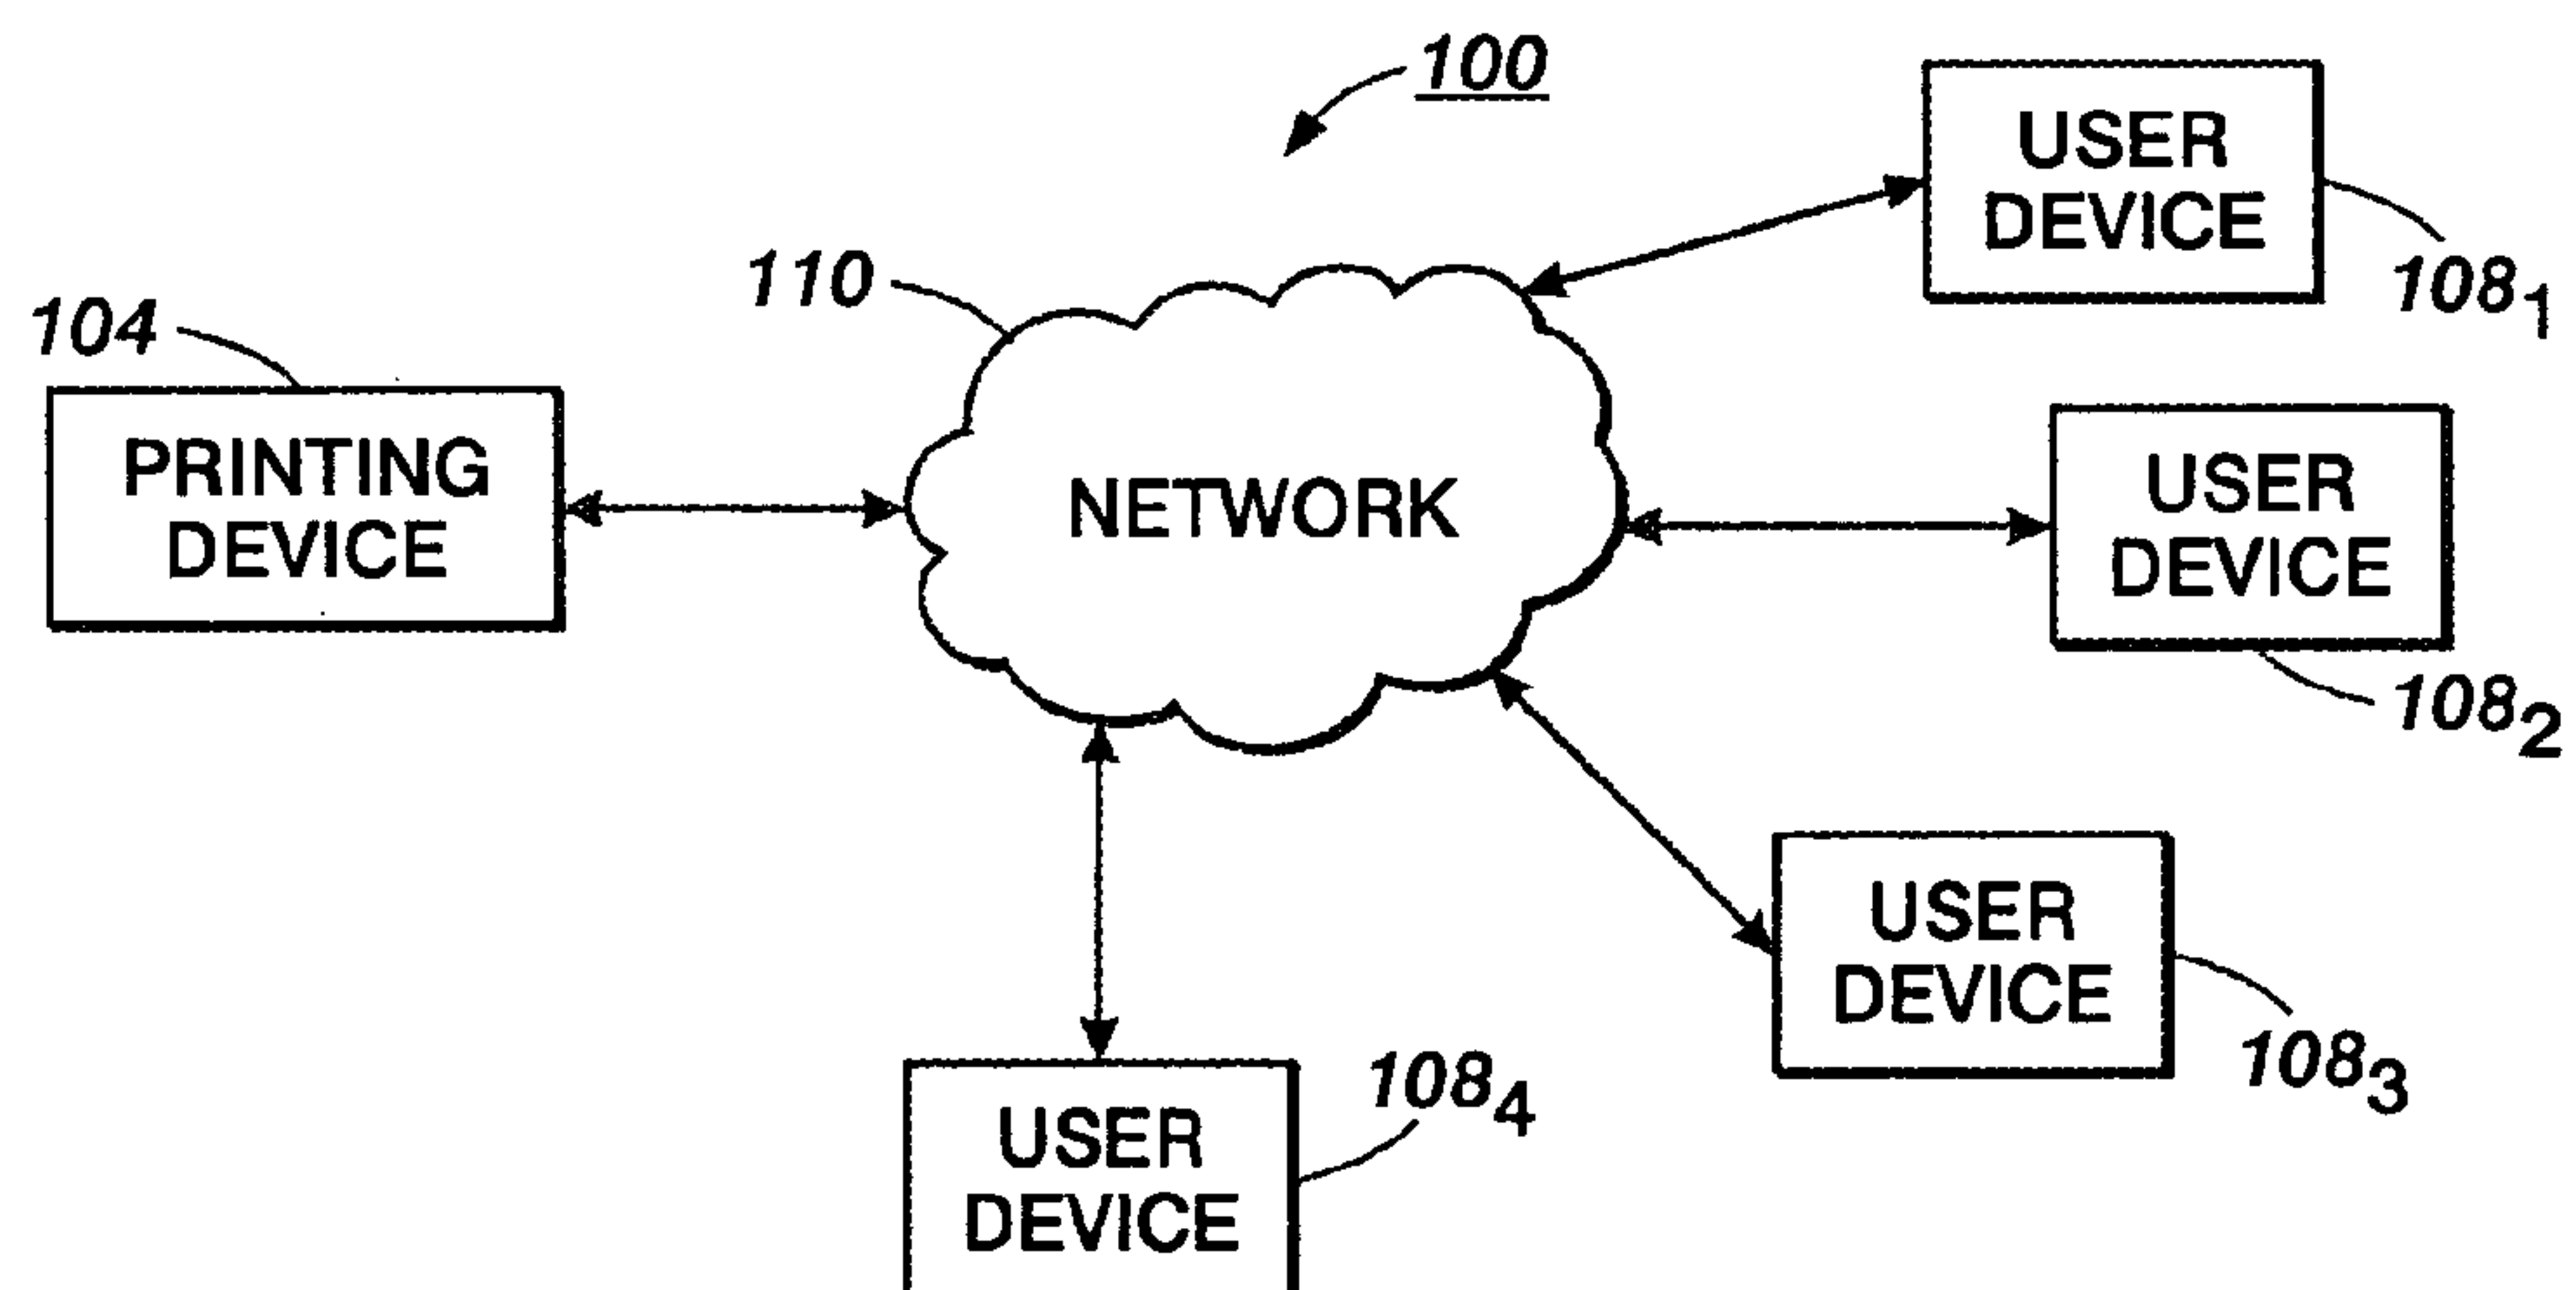 100
USER
DEVICE
108₁
110
104
PRINTING
DEVICE
NETWORK
USER
DEVICE
108₂
USER
DEVICE
108₃
USER
DEVICE
108₄